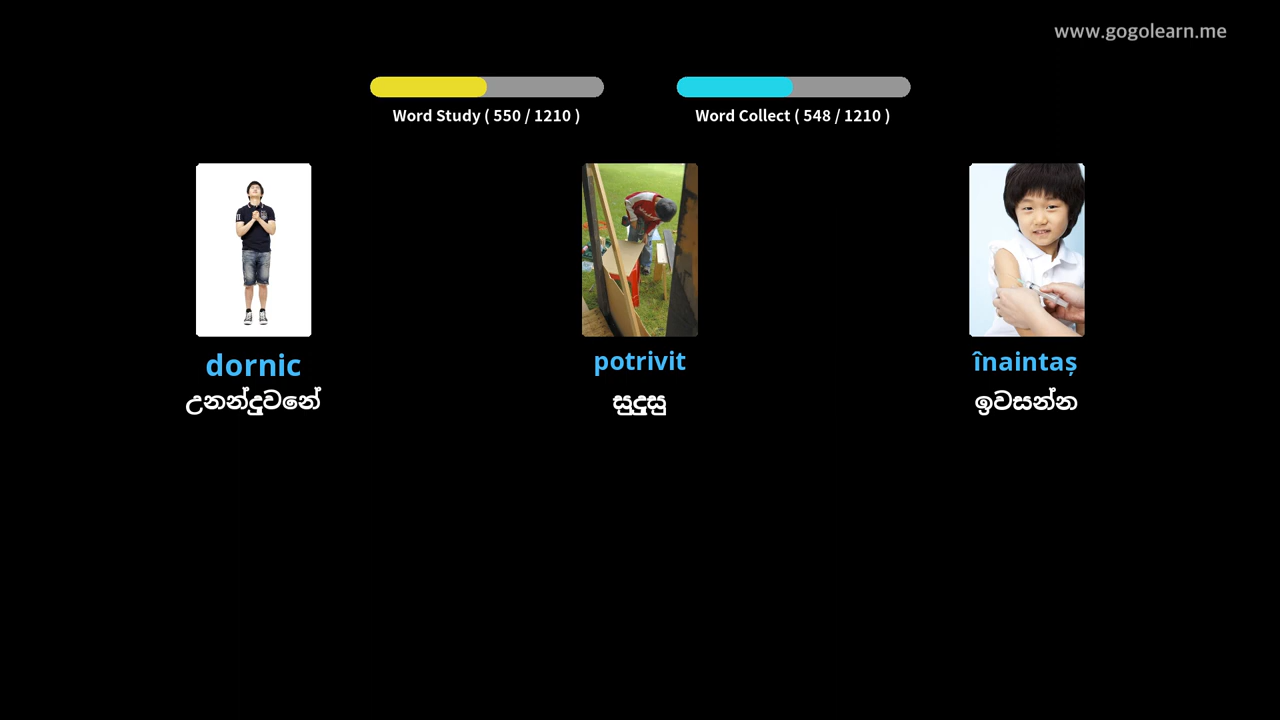 www.gogolearn.me
Word Study ( 550 / 1210 )
Word Collect ( 548 / 1210 )
dornic
potrivit
înaintaș
උනන්දුවනේ
සුදුසු
ඉවසන්න